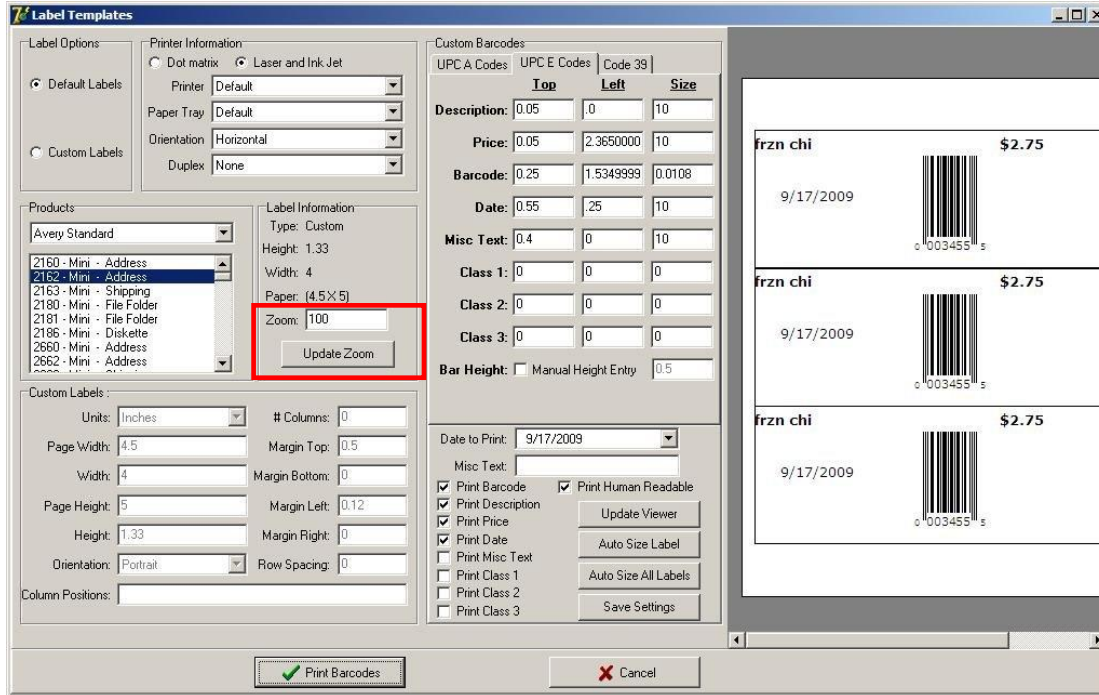 Label Templates
Label Options
Default Labels
Custom Labels
Printer Information
Dot matrix Laser and Ink Jet
Printer Default
Paper Tray Default
Orientation Horizontal
Duplex None
Products
Avery Standard
2160 - Mini - Address
2162 - Mini - Address
2163 - Mini - Shipping
2180 - Mini - File Folder
2181 - Mini - File Folder
2186 - Mini - Diskette
2660 - Mini - Address
2662 - Mini - Address
Label Information
Type: Custom
Height: 1.33
Width: 4
Paper: (4.5 X 5)
Zoom: 100
Update Zoom
Custom Labels :
Units: Inches # Columns: 0
Page Width: 4.5 Margin Top: 0.5
Width: 4 Margin Bottom: 0
Page Height: 5 Margin Left: 0.12
Height: 1.33 Margin Right: 0
Orientation: Portrait Row Spacing: 0
Column Positions:
Custom Barcodes
UPC A Codes UPC E Codes Code 39
Top Left Size
Description: 0.05 .0 10
Price: 0.05 2.3650000 10
Barcode: 0.25 1.5349999 0.0108
Date: 0.55 .25 10
Misc Text: 0.4 0 10
Class 1: 0 0 0
Class 2: 0 0 0
Class 3: 0 0 0
Bar Height: Manual Height Entry 0.5
Date to Print: 9/17/2009
Misc Text:
Print Barcode Print Human Readable
Print Description
Print Price
Print Date
Print Misc Text
Print Class 1
Print Class 2
Print Class 3
Update Viewer
Auto Size Label
Auto Size All Labels
Save Settings
frzn chi $2.75
9/17/2009
0 003455 5
frzn chi $2.75
9/17/2009
0 003455 5
frzn chi $2.75
9/17/2009
0 003455 5
Print Barcodes
Cancel